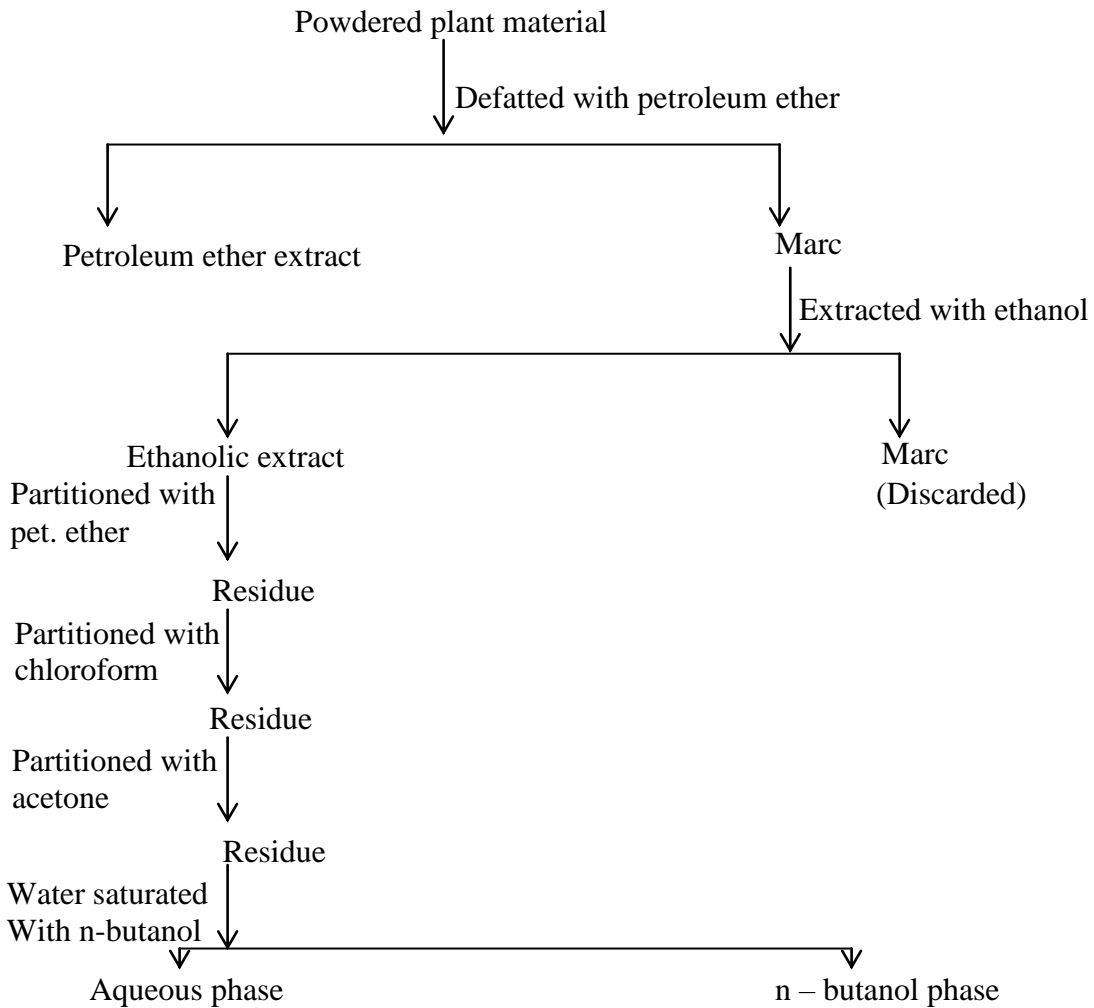 Powdered plant material
Defatted with petroleum ether
Petroleum ether extract
Marc
Extracted with ethanol
Ethanolic extract
Marc
(Discarded)
Partitioned with
pet. ether
Residue
Partitioned with
chloroform
Residue
Partitioned with
acetone
Residue
Water saturated
With n-butanol
Aqueous phase
n – butanol phase